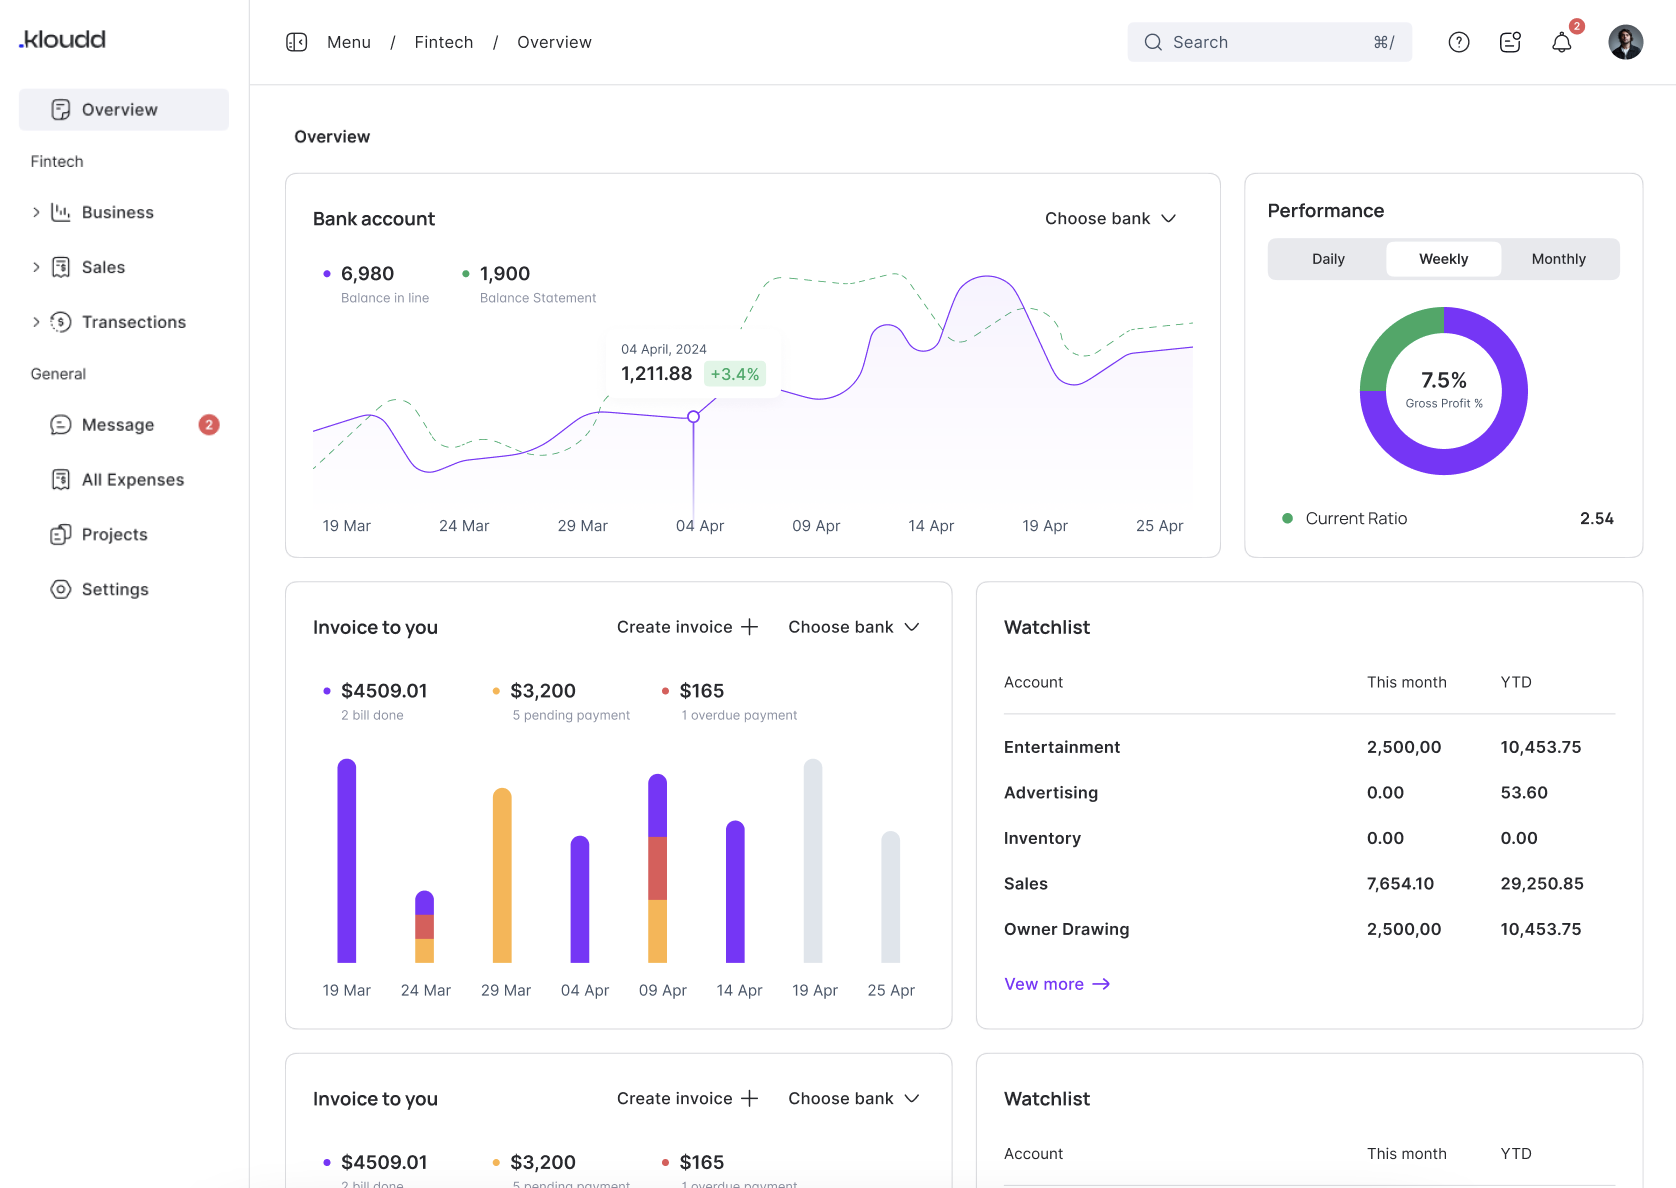 .kloudd
Menu / Fintech / Overview
Search ⌘/
2
Overview
Fintech
Business
Sales
Transections
General
Message 2
All Expenses
Projects
Settings
Overview
Bank account
Choose bank
6,980
Balance in line
1,900
Balance Statement
04 April, 2024
1,211.88 +3.4%
19 Mar 24 Mar 29 Mar 04 Apr 09 Apr 14 Apr 19 Apr 25 Apr
Performance
Daily Weekly Monthly
7.5%
Gross Profit %
Current Ratio 2.54
Invoice to you
Create invoice
Choose bank
$4509.01
2 bill done
$3,200
5 pending payment
$165
1 overdue payment
19 Mar 24 Mar 29 Mar 04 Apr 09 Apr 14 Apr 19 Apr 25 Apr
Watchlist
Account This month YTD
Entertainment 2,500,00 10,453.75
Advertising 0.00 53.60
Inventory 0.00 0.00
Sales 7,654.10 29,250.85
Owner Drawing 2,500,00 10,453.75
Vew more
Invoice to you
Create invoice
Choose bank
$4509.01
2 bill done
$3,200
5 pending payment
$165
1 overdue payment
Watchlist
Account This month YTD